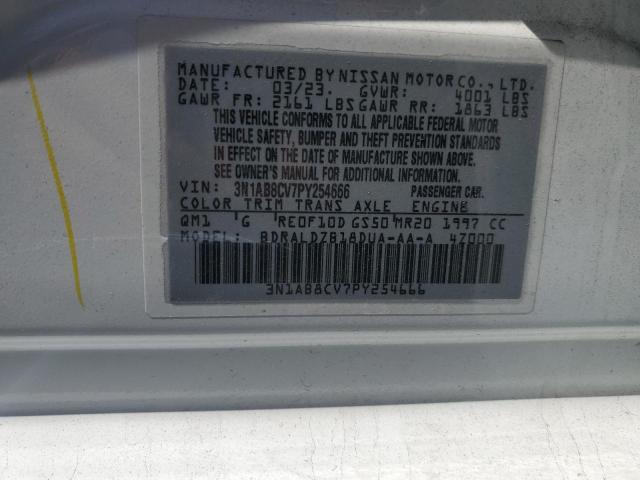 MANUFACTURED BY NISSAN MOTOR CO., LTD.
DATE: 03/23. GVWR: 4001 LBS
GAWR FR: 2161 LBS GAWR RR: 1863 LBS
THIS VEHICLE CONFORMS TO ALL APPLICABLE FEDERAL MOTOR
VEHICLE SAFETY, BUMPER AND THEFT PREVENTION STANDARDS
IN EFFECT ON THE DATE OF MANUFACTURE SHOWN ABOVE.
SEE OWNER'S MANUAL FOR ADDITIONAL INFORMATION.
VIN: 3N1AB8CV7PY254666 PASSENGER CAR.
COLOR TRIM TRANS AXLE ENGINE
QM1 G RE0F10D GS50 MR20 1997 CC
MODEL: BDRALDZB18DUA-AA-A 4Z000
3N1AB8CV7PY254666